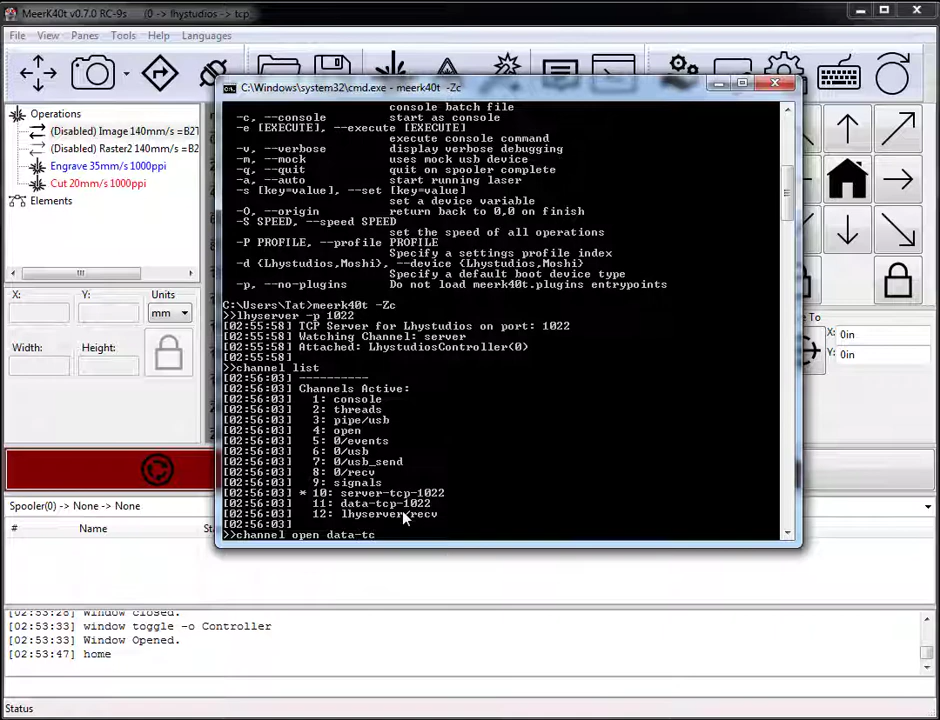 MeerK40t v0.7.0 RC-9s    (0 -> lhystudios -> tcp
File View Panes Tools Help Languages
C:\Windows\system32\cmd.exe - meerk40t -Zc
Operations
(Disabled) Image 140mm/s =B2T
(Disabled) Raster2 140mm/s =B2
Engrave 35mm/s 1000ppi
Cut 20mm/s 1000ppi
Elements
X:
Y:
Units
mm
Width:
Height:
console batch file
-c, --console          start as console
-e [EXECUTE], --execute [EXECUTE]
execute console command
-v, --verbose          display verbose debugging
-m, --mock             uses mock usb device
-q, --quit             quit on spooler complete
-a, --auto             start running laser
-s [key=value], --set [key=value]
set a device variable
-O, --origin           return back to 0,0 on finish
-S SPEED, --speed SPEED
set the speed of all operations
-P PROFILE, --profile PROFILE
Specify a settings profile index
-d {Lhystudios,Moshi}, --device {Lhystudios,Moshi}
Specify a default boot device type
-p, --no-plugins       Do not load meerk40t.plugins entrypoints
C:\Users\Tat>meerk40t -Zc
>>lhyserver -p 1022
[02:55:58] TCP Server for Lhystudios on port: 1022
[02:55:58] Watching Channel: server
[02:55:58] Attached: LhystudiosController(0)
[02:55:58]
>>channel list
[02:56:03] ----------
[02:56:03] Channels Active:
[02:56:03]   1: console
[02:56:03]   2: threads
[02:56:03]   3: pipe/usb
[02:56:03]   4: open
[02:56:03]   5: 0/events
[02:56:03]   6: 0/usb
[02:56:03]   7: 0/usb_send
[02:56:03]   8: 0/recv
[02:56:03]   9: signals
[02:56:03] * 10: server-tcp-1022
[02:56:03]   11: data-tcp-1022
[02:56:03]   12: lhyserver/recv
[02:56:03]
>>channel open data-tc
e To
X: 0in
Y: 0in
Spooler(0) -> None -> None
# Name St
[02:53:28] Window closed.
[02:53:33] window toggle -o Controller
[02:53:33] Window Opened.
[02:53:47] home
Status